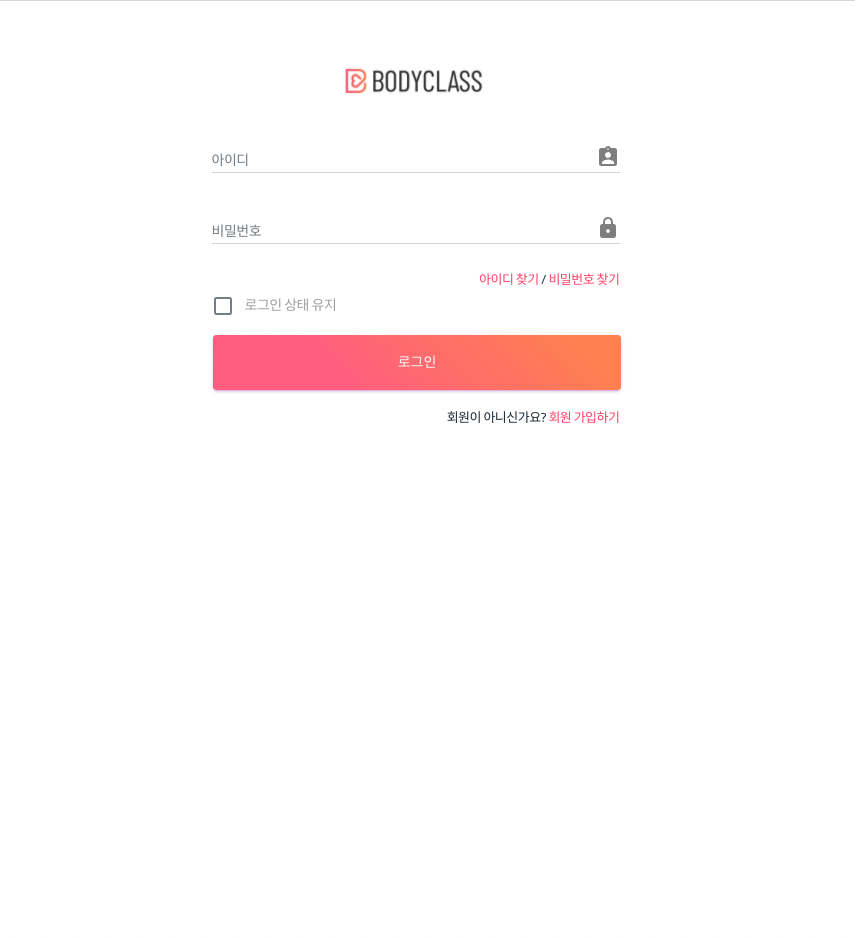 BODYCLASS
아이디
비밀번호
아이디 찾기 / 비밀번호 찾기
로그인 상태 유지
로그인
회원이 아니신가요? 회원 가입하기